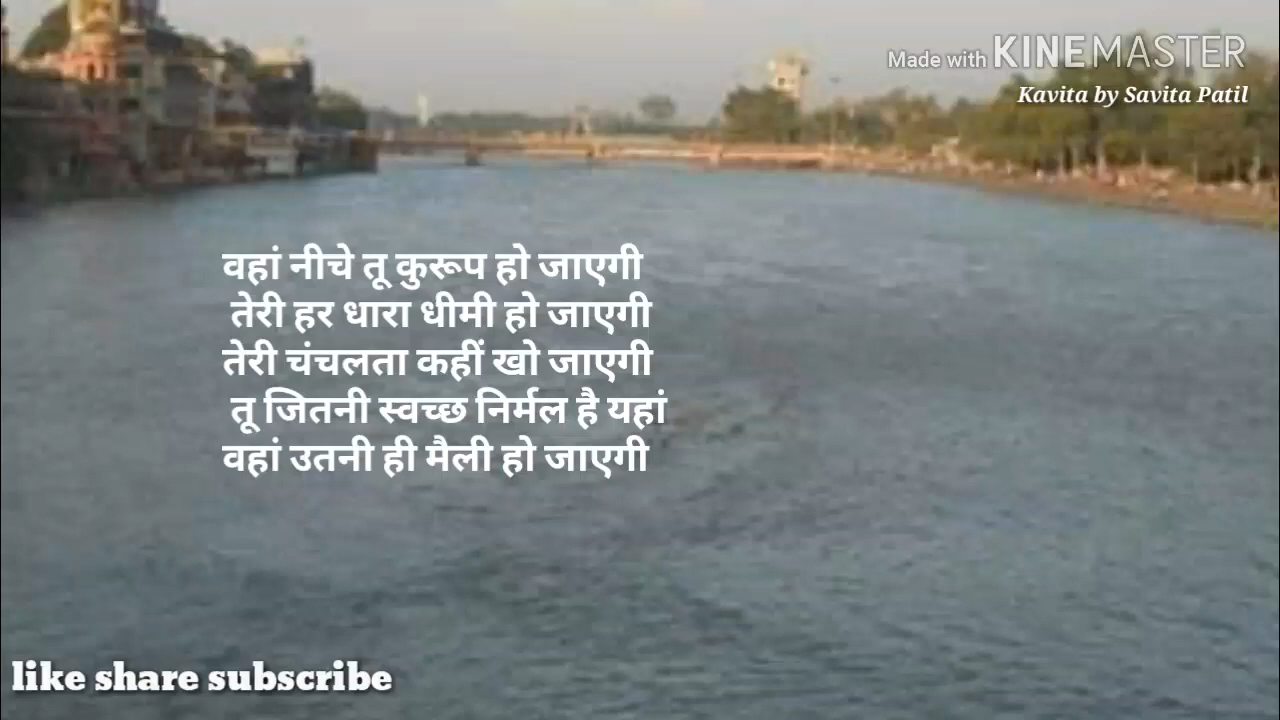 Made with KINEMASTER
Kavita by Savita Patil
वहां नीचे तू कुरूप हो जाएगी
तेरी हर धारा धीमी हो जाएगी
तेरी चंचलता कहीं खो जाएगी
तू जितनी स्वच्छ निर्मल है यहां
वहां उतनी ही मैली हो जाएगी
like share subscribe